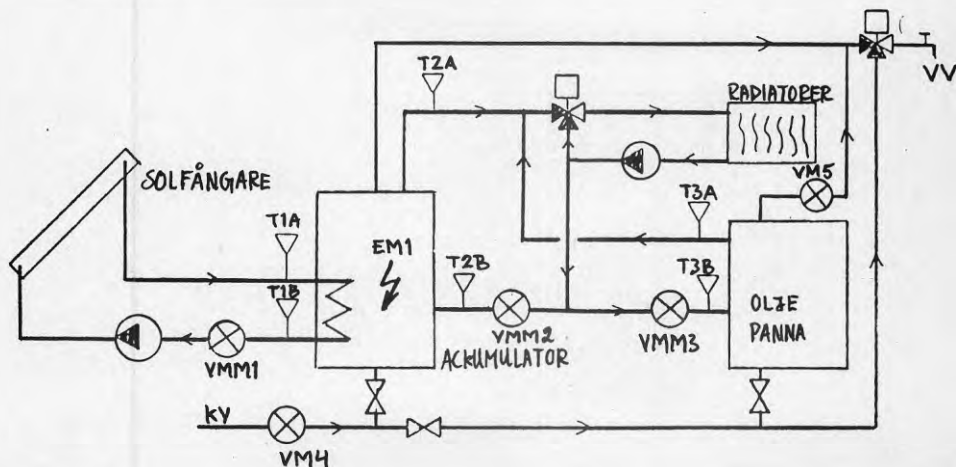 T2A
VV
RADIATORER
SOLFÅNGARE
VM5
T3A
T1A
EM1
T2B
T3B
T1B
OLJE
PANNA
VMM2
VMM3
VMM1
ACKUMULATOR
KV
VM4